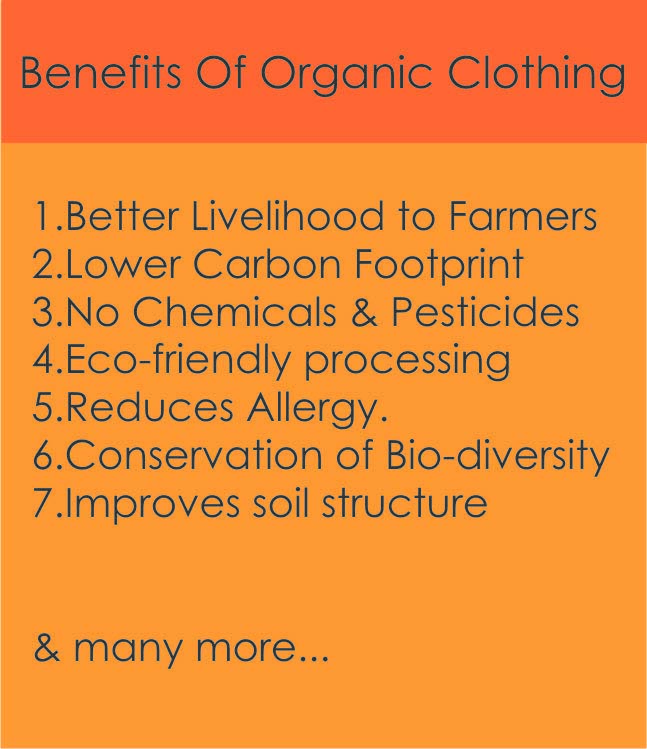 Benefits Of Organic Clothing
1.Better Livelihood to Farmers
2.Lower Carbon Footprint
3.No Chemicals & Pesticides
4.Eco-friendly processing
5.Reduces Allergy.
6.Conservation of Bio-diversity
7.Improves soil structure
& many more...